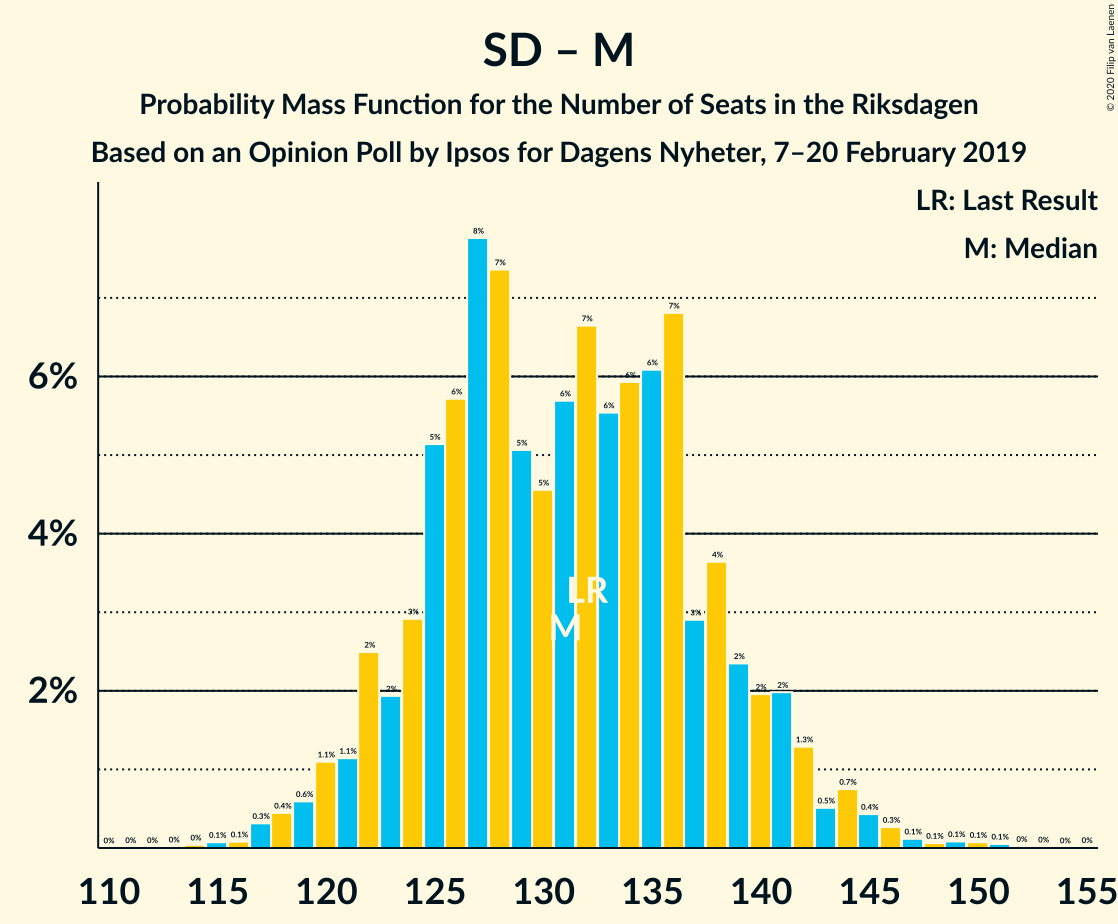 © 2020 Filip van Laenen
SD – M
Probability Mass Function for the Number of Seats in the Riksdagen
Based on an Opinion Poll by Ipsos for Dagens Nyheter, 7–20 February 2019
LR: Last Result
M: Median
6%
4%
2%
0% 0% 0% 0% 0% 0.1% 0.1% 0.3% 0.4% 0.6% 1.1% 1.1% 2% 2% 3% 5% 6% 8% 7% 5% 5% 6% 7% 6% 6% 6% 7% 3% 4% 2% 2% 2% 1.3% 0.5% 0.7% 0.4% 0.3% 0.1% 0.1% 0.1% 0.1% 0.1% 0% 0% 0% 0%
LR
M
110 115 120 125 130 135 140 145 150 155